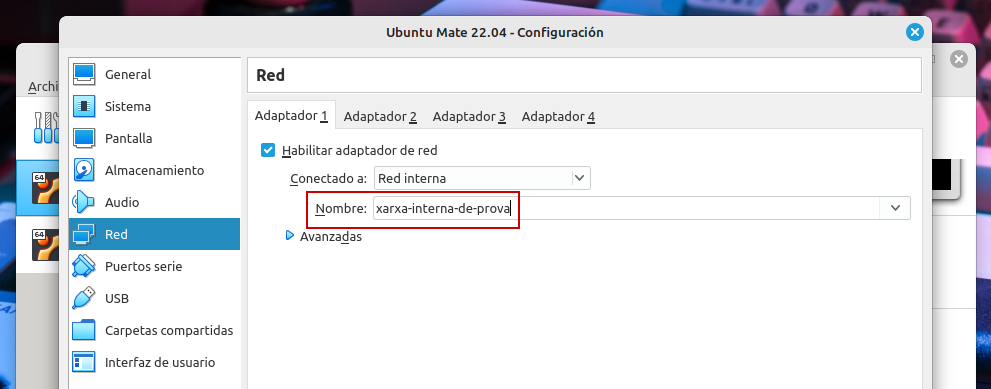 Ubuntu Mate 22.04 - Configuración
Archi
General
Sistema
Pantalla
Almacenamiento
Audio
Red
Puertos serie
USB
Carpetas compartidas
Interfaz de usuario
Red
Adaptador 1 Adaptador 2 Adaptador 3 Adaptador 4
Habilitar adaptador de red
Conectado a: Red interna
Nombre: xarxa-interna-de-prova
Avanzadas
64
64